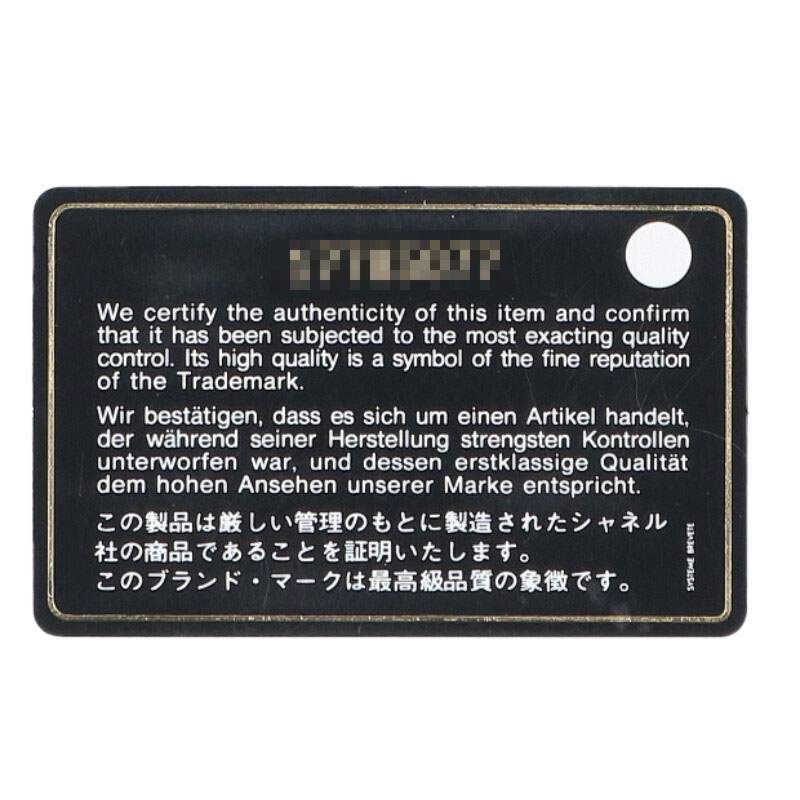 We certify the authenticity of this item and confirm
that it has been subjected to the most exacting quality
control. Its high quality is a symbol of the fine reputation
of the Trademark.
Wir bestätigen, dass es sich um einen Artikel handelt,
der während seiner Herstellung strengsten Kontrollen
unterworfen war, und dessen erstklassige Qualität
dem hohen Ansehen unserer Marke entspricht.
この製品は厳しい管理のもとに製造されたシャネル
社の商品であることを証明いたします。
このブランド・マークは最高級品質の象徴です。
SYSTEME BREVETE